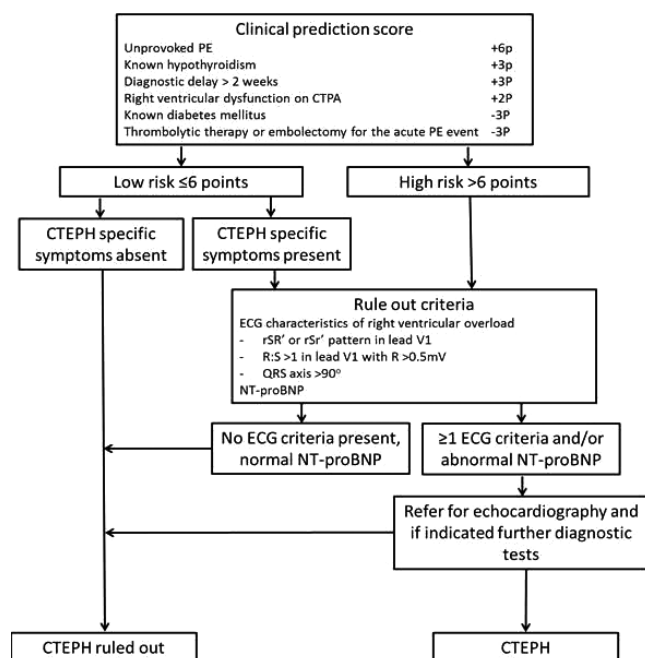 Clinical prediction score
Unprovoked PE +6p
Known hypothyroidism +3p
Diagnostic delay > 2 weeks +3P
Right ventricular dysfunction on CTPA +2P
Known diabetes mellitus -3P
Thrombolytic therapy or embolectomy for the acute PE event -3P
Low risk ≤6 points
High risk >6 points
CTEPH specific
symptoms absent
CTEPH specific
symptoms present
Rule out criteria
ECG characteristics of right ventricular overload
- rSR’ or rSr’ pattern in lead V1
- R:S >1 in lead V1 with R >0.5mV
- QRS axis >90°
NT-proBNP
No ECG criteria present,
normal NT-proBNP
≥1 ECG criteria and/or
abnormal NT-proBNP
Refer for echocardiography and
if indicated further diagnostic
tests
CTEPH ruled out
CTEPH